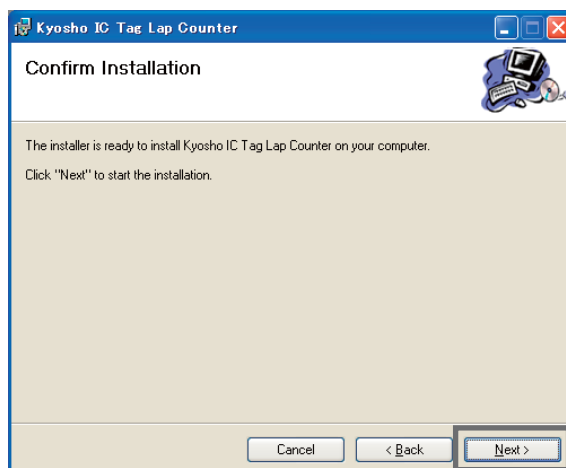 Kyosho IC Tag Lap Counter
Confirm Installation
The installer is ready to install Kyosho IC Tag Lap Counter on your computer.
Click "Next" to start the installation.
Cancel
< Back
Next >